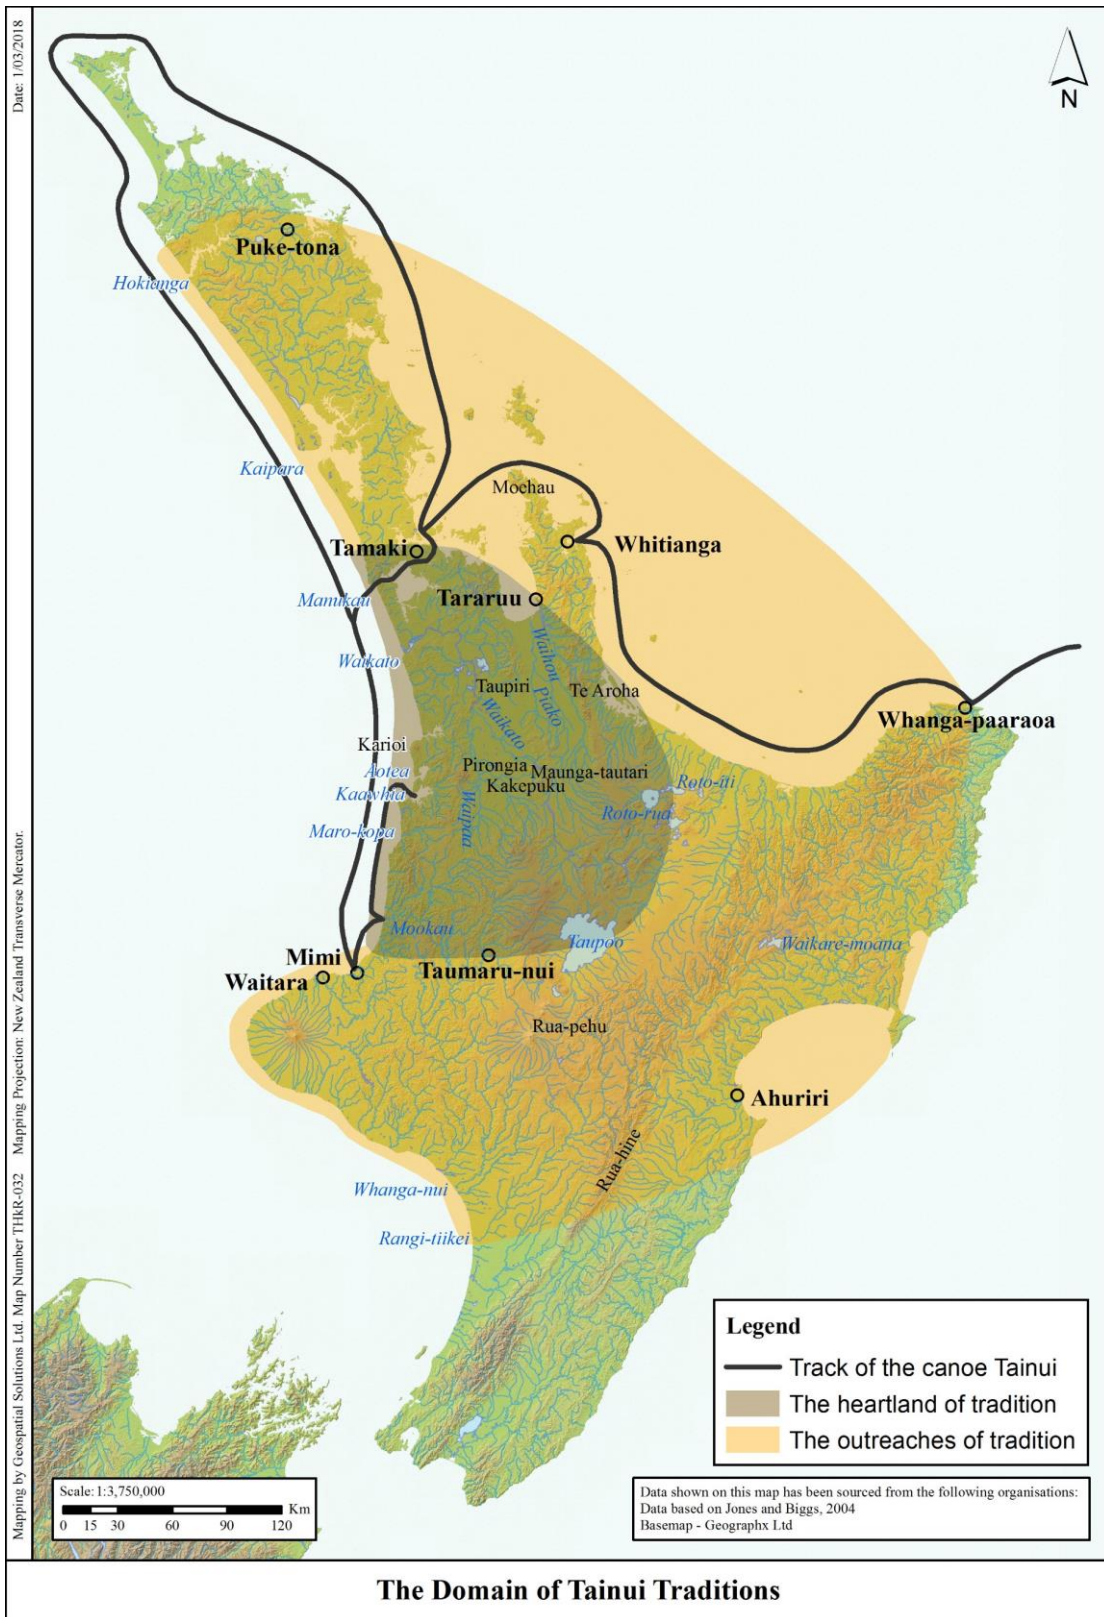 Date: 1/03/2018
Mapping Projection: New Zealand Transverse Mercator.
Mapping by Geospatial Solutions Ltd. Map Number THkR-032
N
Puke-tona
Hokianga
Kaipara
Moehau
Tamaki
Whitianga
Manukau
Tararuu
Waikato
Waihou
Piako
Taupiri
Te Aroha
Waikato
Whanga-paaraoa
Karioi
Aotea
Pirongia
Maunga-tautari
Kakepuku
Roto-iti
Kaawhia
Waipaa
Roto-rua
Maro-kopa
Mookau
Taupoo
Waikare-moana
Mimi
Waitara
Taumaru-nui
Rua-pehu
Ahuriri
Rua-hine
Whanga-nui
Rangi-tiikei
Legend
Track of the canoe Tainui
The heartland of tradition
The outreaches of tradition
Scale: 1:3,750,000
Km
0 15 30 60 90 120
Data shown on this map has been sourced from the following organisations:
Data based on Jones and Biggs, 2004
Basemap - Geographx Ltd
The Domain of Tainui Traditions